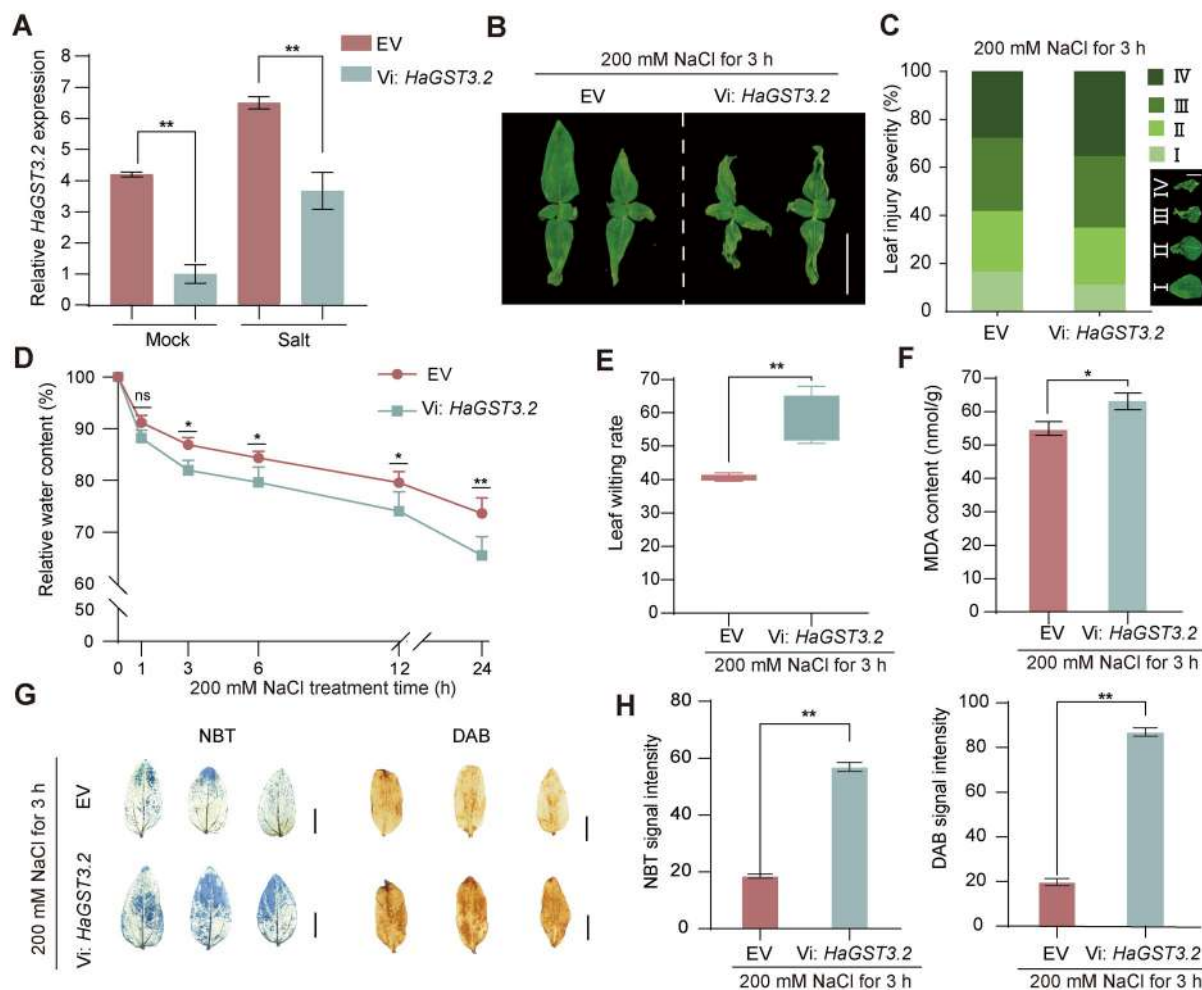 A
Relative HaGST3.2 expression
8
7
6
5
4
3
2
1
0
**
**
EV
Vi: HaGST3.2
Mock
Salt
B
200 mM NaCl for 3 h
EV
Vi: HaGST3.2
C
200 mM NaCl for 3 h
Leaf injury severity (%)
100
80
60
40
20
0
EV
Vi: HaGST3.2
IV
III
II
I
IV
III
II
I
D
Relative water content (%)
100
90
80
70
60
50
0
ns
*
*
*
**
EV
Vi: HaGST3.2
0 1 3 6 12 24
200 mM NaCl treatment time (h)
E
Leaf wilting rate
70
60
50
40
30
20
10
0
**
EV
Vi: HaGST3.2
200 mM NaCl for 3 h
F
MDA content (nmol/g)
70
60
50
40
30
20
10
0
*
EV
Vi: HaGST3.2
200 mM NaCl for 3 h
G
NBT
DAB
200 mM NaCl for 3 h
EV
Vi: HaGST3.2
H
NBT signal intensity
80
60
40
20
0
**
EV
Vi: HaGST3.2
200 mM NaCl for 3 h
DAB signal intensity
100
80
60
40
20
0
**
EV
Vi: HaGST3.2
200 mM NaCl for 3 h